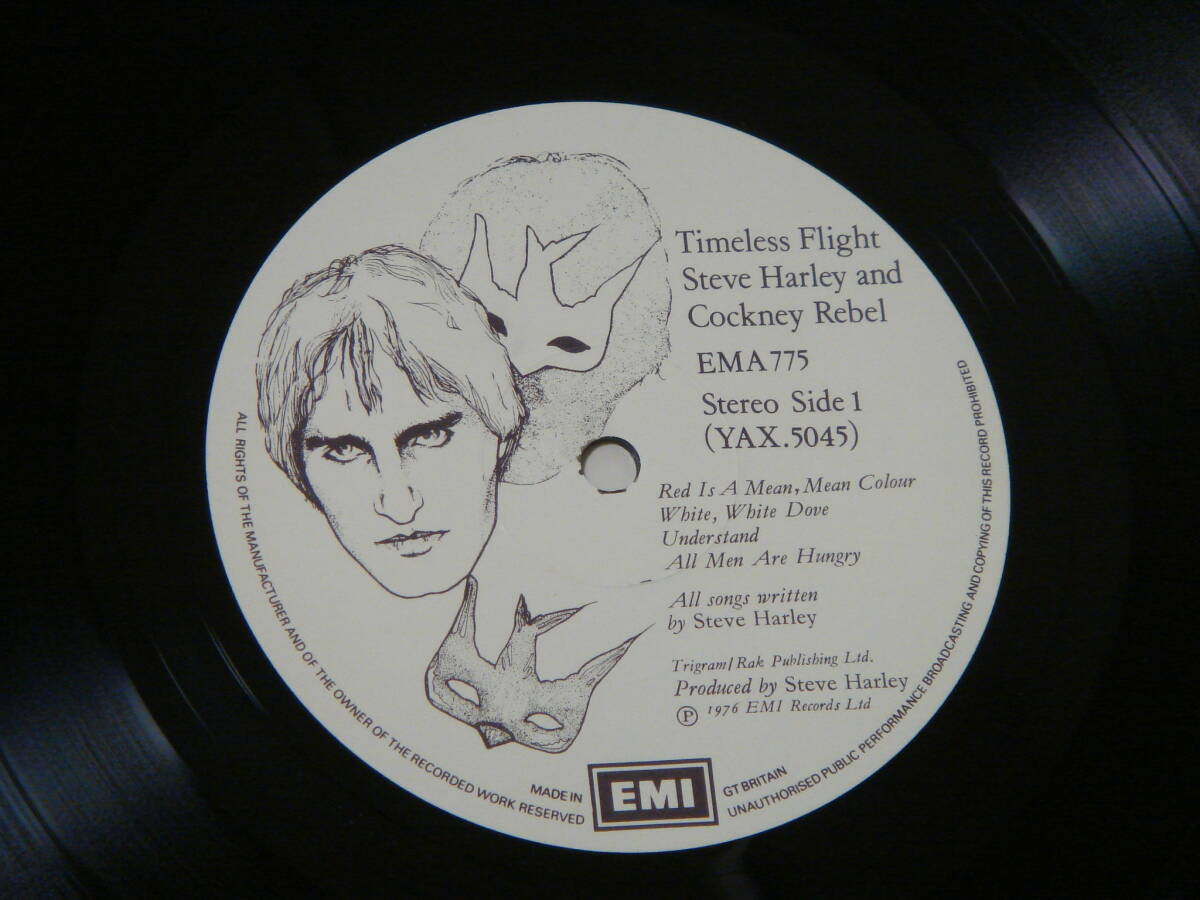 Timeless Flight
Steve Harley and
Cockney Rebel
EMA 775
Stereo Side 1
(YAX.5045)
Red Is A Mean, Mean Colour
White, White Dove
Understand
All Men Are Hungry
All songs written
by Steve Harley
Trigram/Rak Publishing Ltd.
Produced by Steve Harley
Ⓟ 1976 EMI Records Ltd
ALL RIGHTS OF THE MANUFACTURER AND OF THE OWNER OF THE RECORDED WORK RESERVED
MADE IN
EMI
GT BRITAIN
UNAUTHORISED PUBLIC PERFORMANCE BROADCASTING AND COPYING OF THIS RECORD PROHIBITED